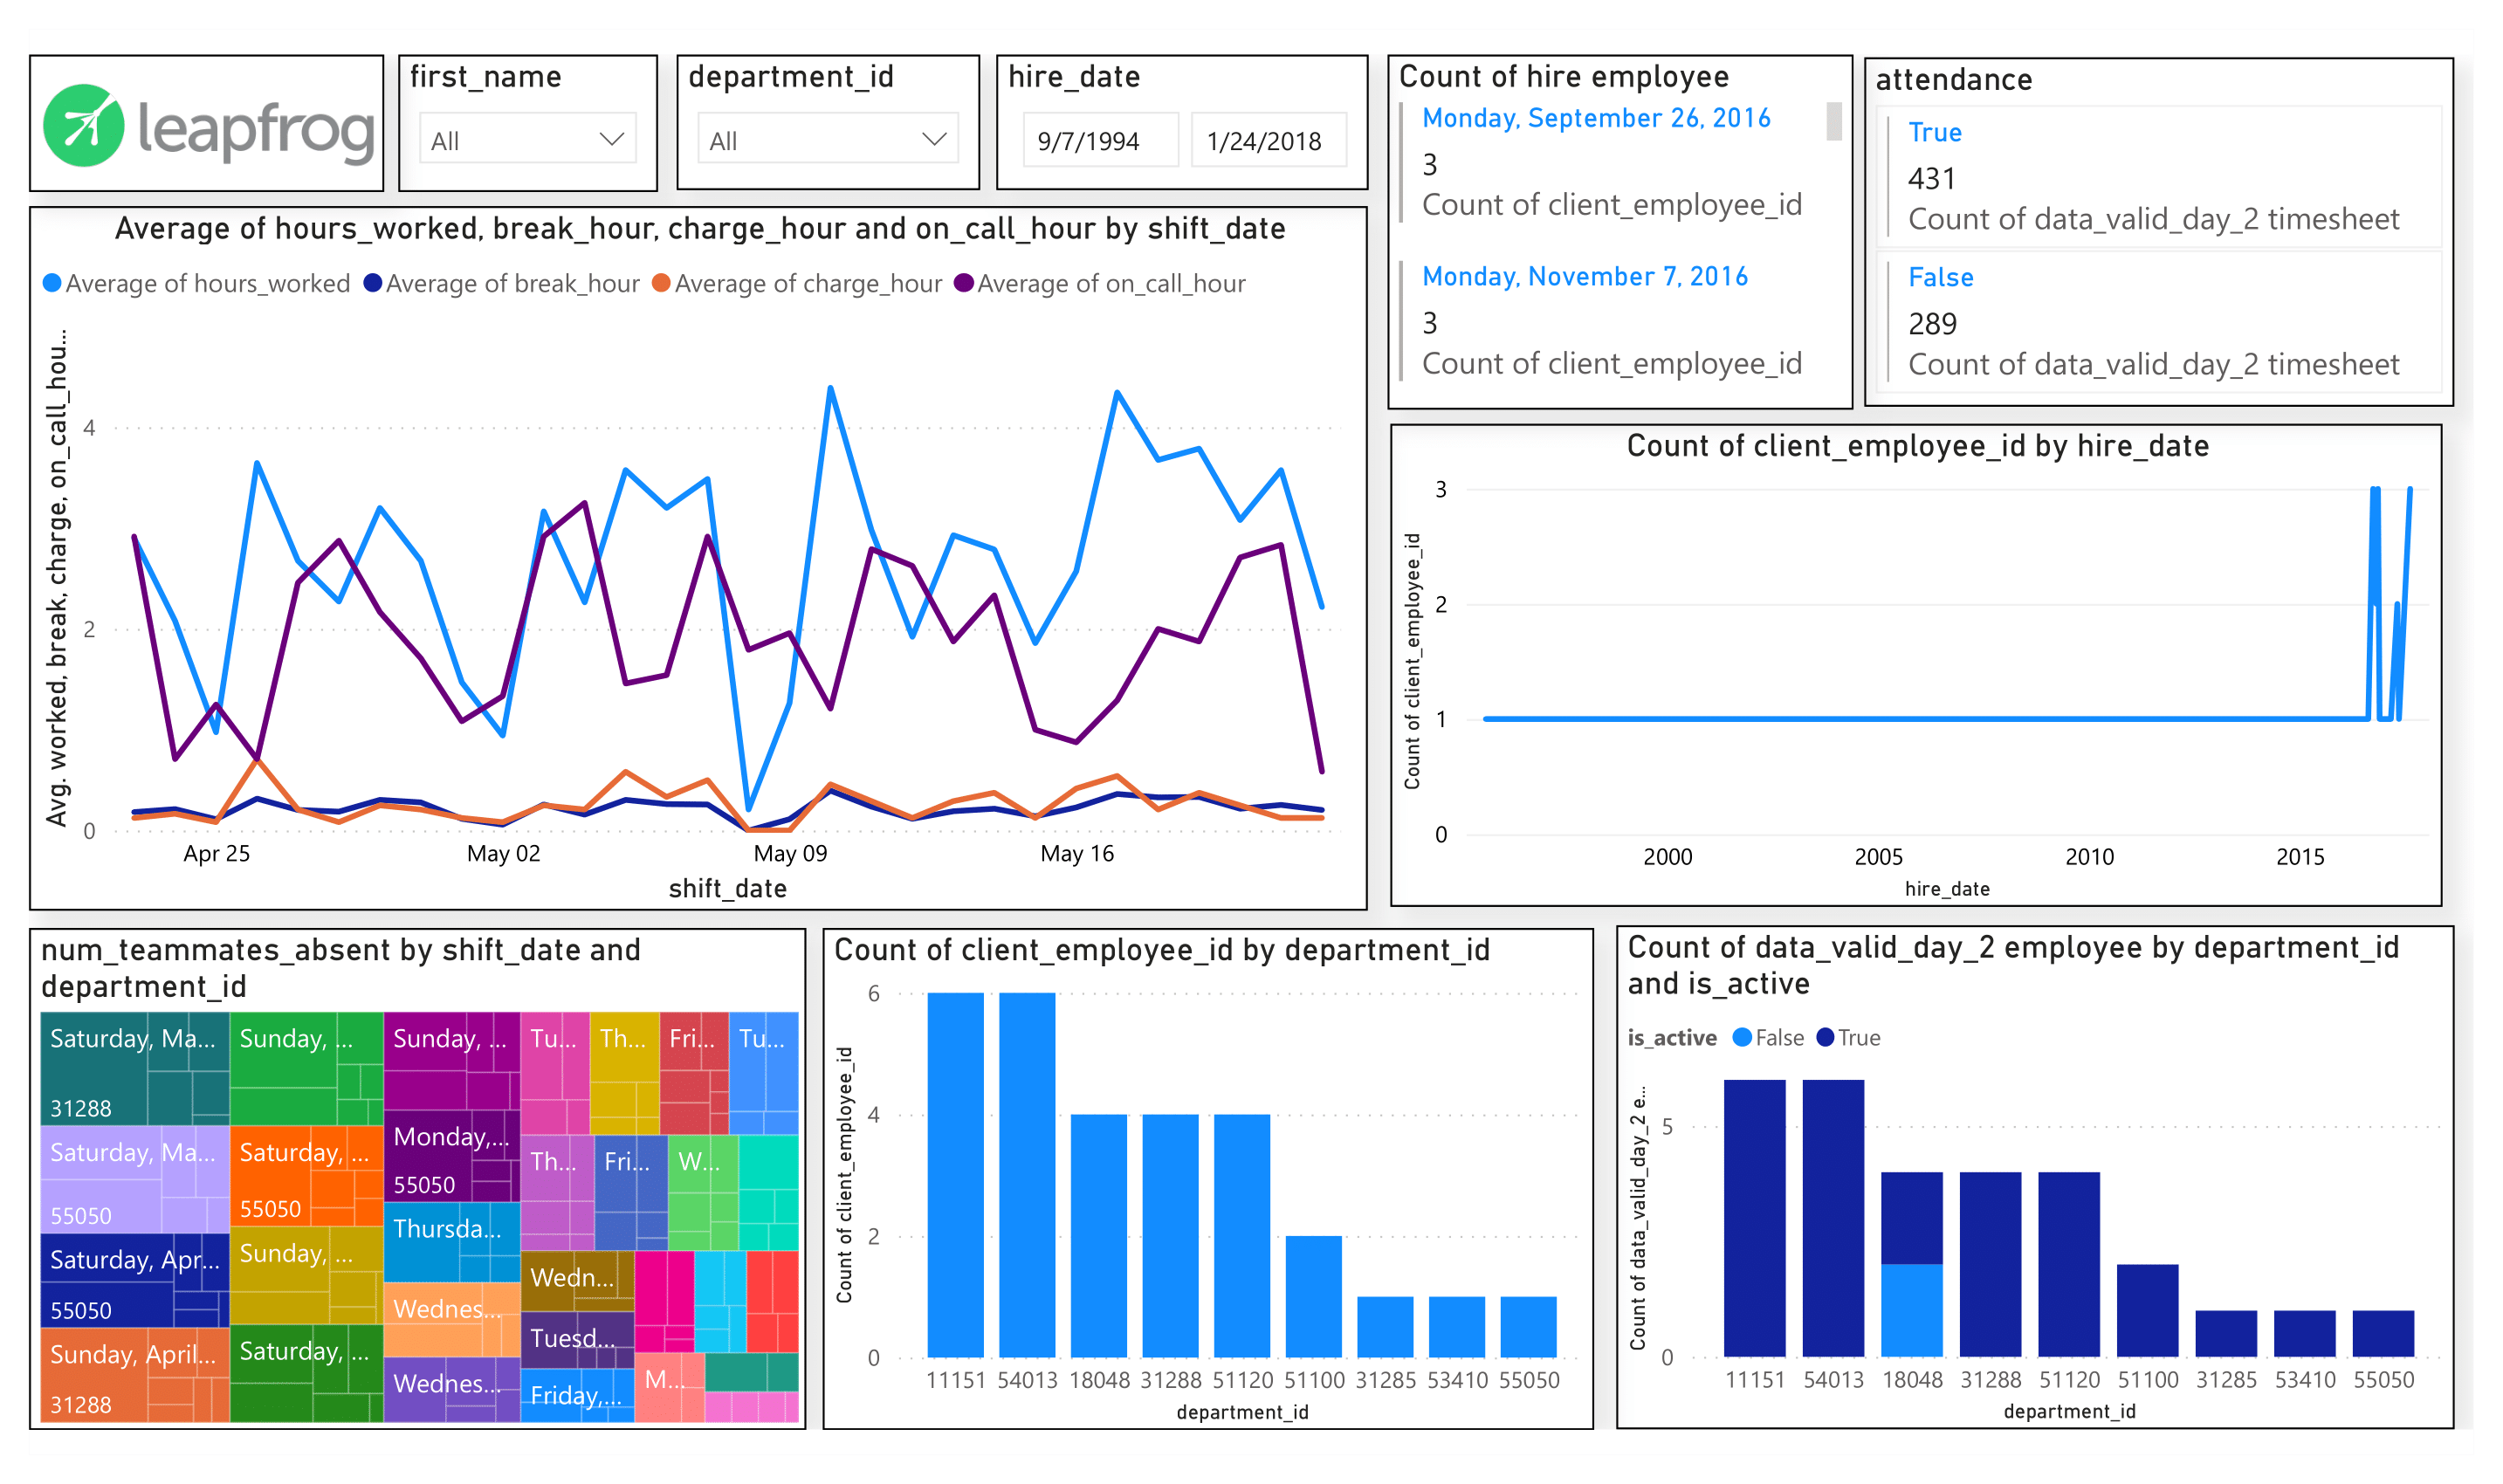 leapfrog
first_name
All
department_id
All
hire_date
9/7/1994
1/24/2018
Count of hire employee
Monday, September 26, 2016
3
Count of client_employee_id
Monday, November 7, 2016
3
Count of client_employee_id
attendance
True
431
Count of data_valid_day_2 timesheet
False
289
Count of data_valid_day_2 timesheet
Average of hours_worked, break_hour, charge_hour and on_call_hour by shift_date
Average of hours_worked
Average of break_hour
Average of charge_hour
Average of on_call_hour
Avg. worked, break, charge, on_call_hou...
4
2
0
Apr 25
May 02
May 09
May 16
shift_date
Count of client_employee_id by hire_date
Count of client_employee_id
3
2
1
0
2000
2005
2010
2015
hire_date
num_teammates_absent by shift_date and
department_id
Saturday, Ma...
31288
Saturday, Ma...
55050
Saturday, Apr...
55050
Sunday, April...
31288
Sunday, ...
Saturday, ...
55050
Sunday, ...
Saturday, ...
Sunday, ...
Monday,...
55050
Thursda...
Wednes...
Wednes...
Tu...
Th...
Fri...
Tu...
Th...
Fri...
W...
Wedn...
Tuesd...
Friday,...
M...
Count of client_employee_id by department_id
Count of client_employee_id
6
4
2
0
11151
54013
18048
31288
51120
51100
31285
53410
55050
department_id
Count of data_valid_day_2 employee by department_id
and is_active
is_active
False
True
Count of data_valid_day_2 e...
5
0
11151
54013
18048
31288
51120
51100
31285
53410
55050
department_id